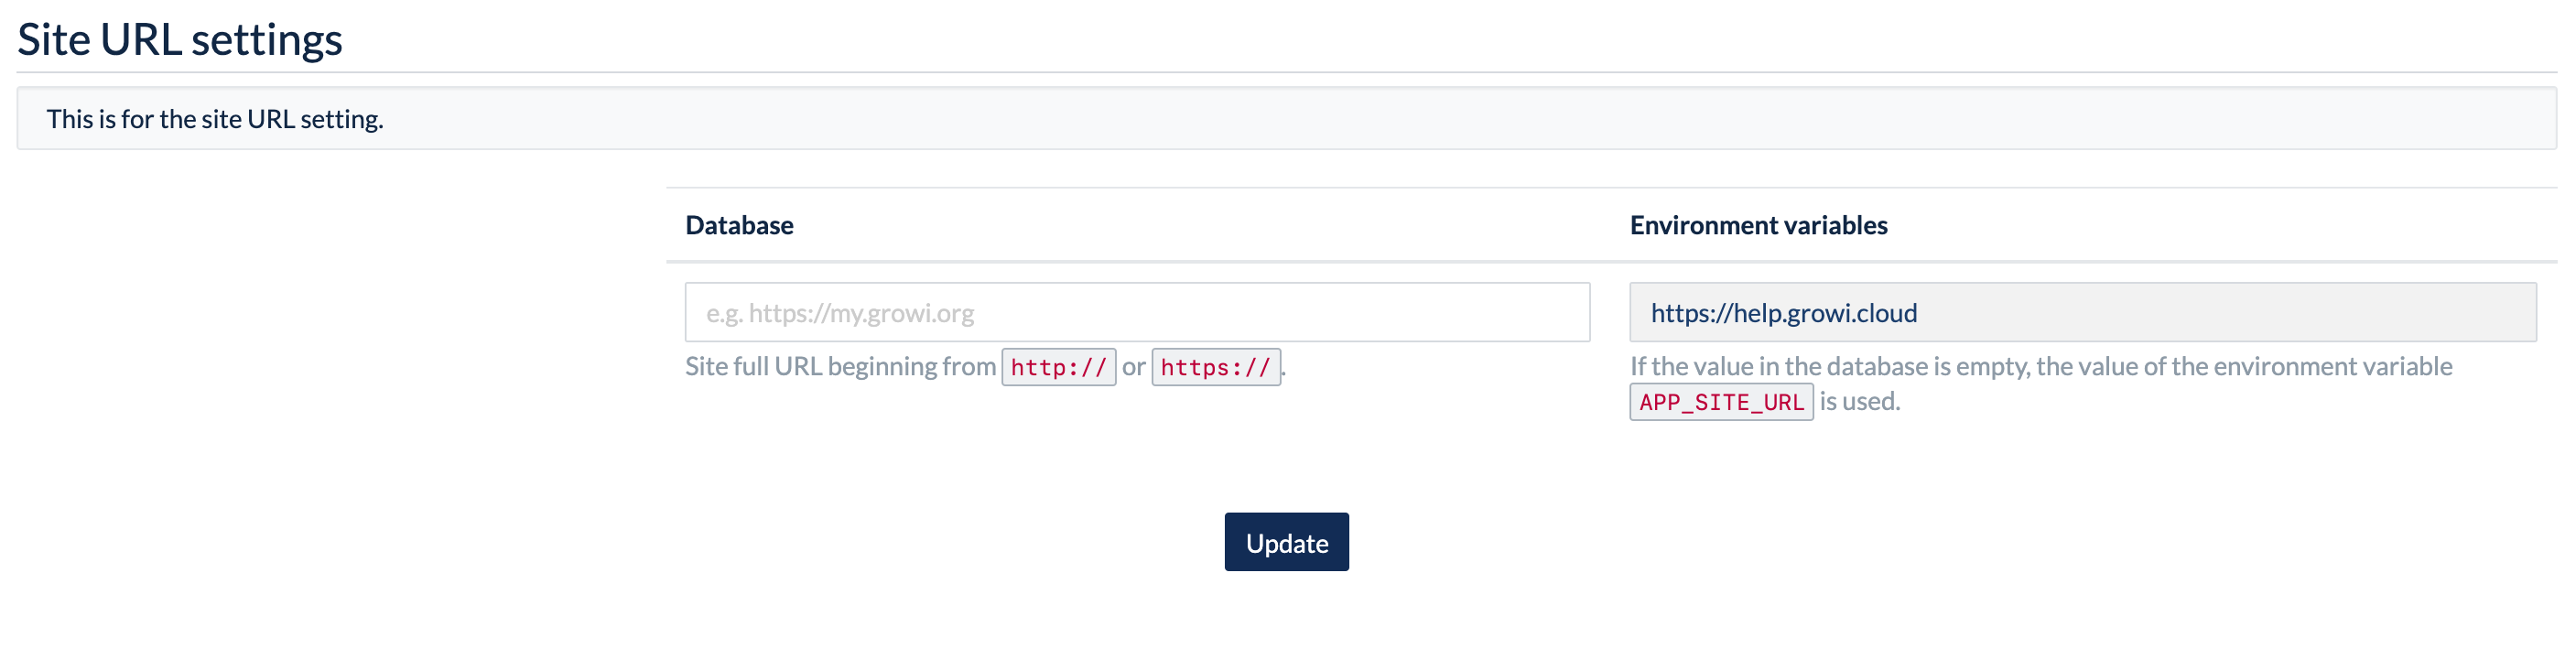 Site URL settings
This is for the site URL setting.
Database
Environment variables
e.g. https://my.growi.org
https://help.growi.cloud
Site full URL beginning from http:// or https://.
If the value in the database is empty, the value of the environment variable
APP_SITE_URL is used.
Update